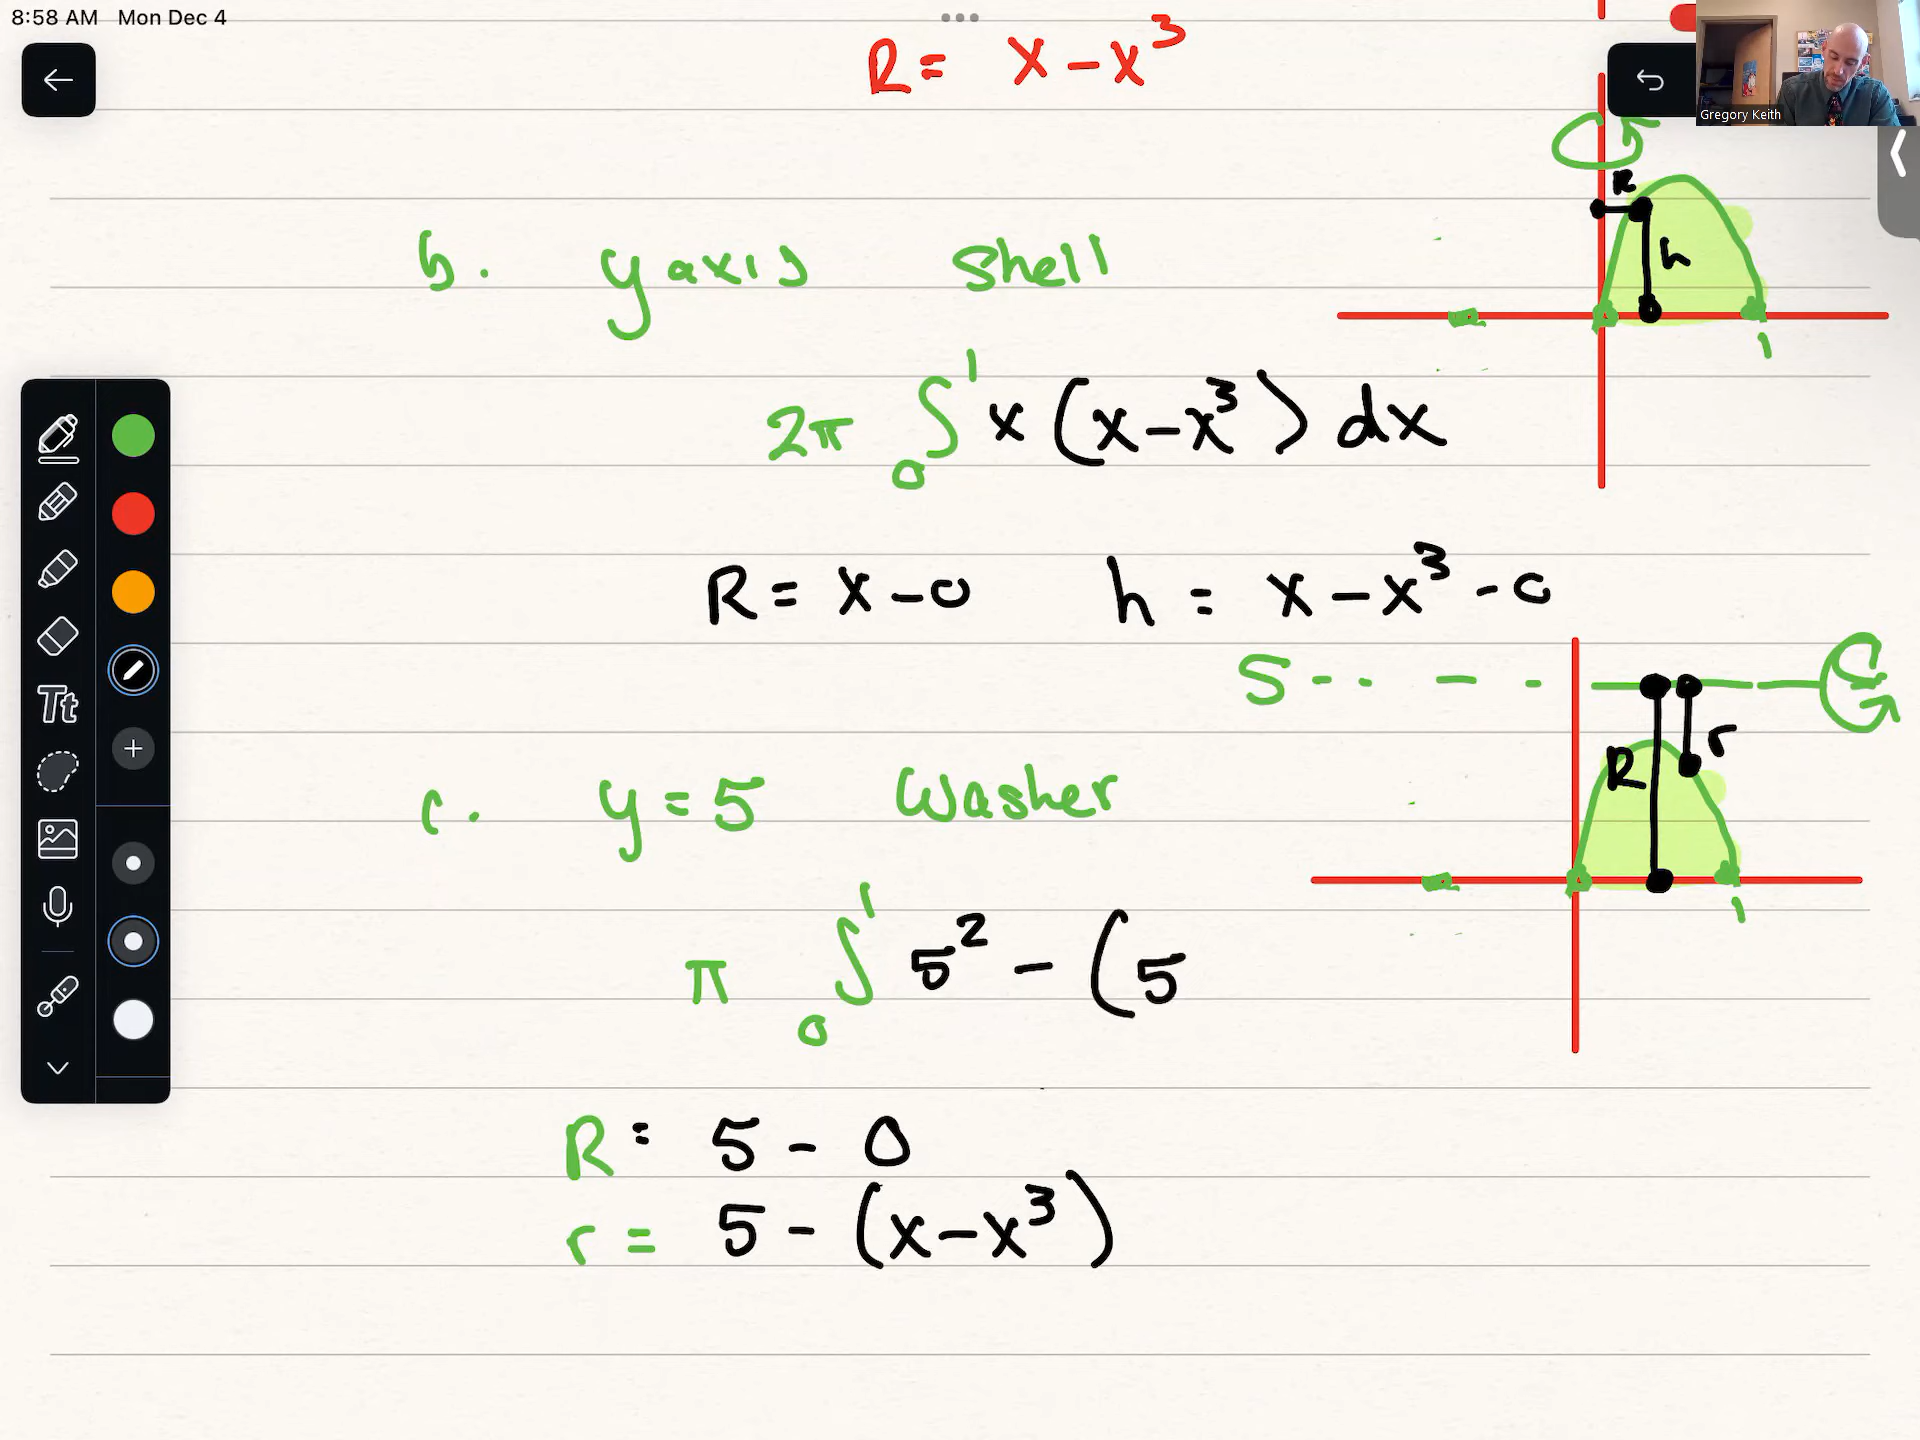 8:58 AM Mon Dec 4
R = x - x³
Gregory Keith
R
b. y axis shell
h
1
2π ∫₀¹ x (x - x³) dx
R = x - 0 h = x - x³ - 0
5
r
R
c. y = 5 Washer
1
π ∫₀¹ 5² - (5
R = 5 - 0
r = 5 - (x - x³)
Tt